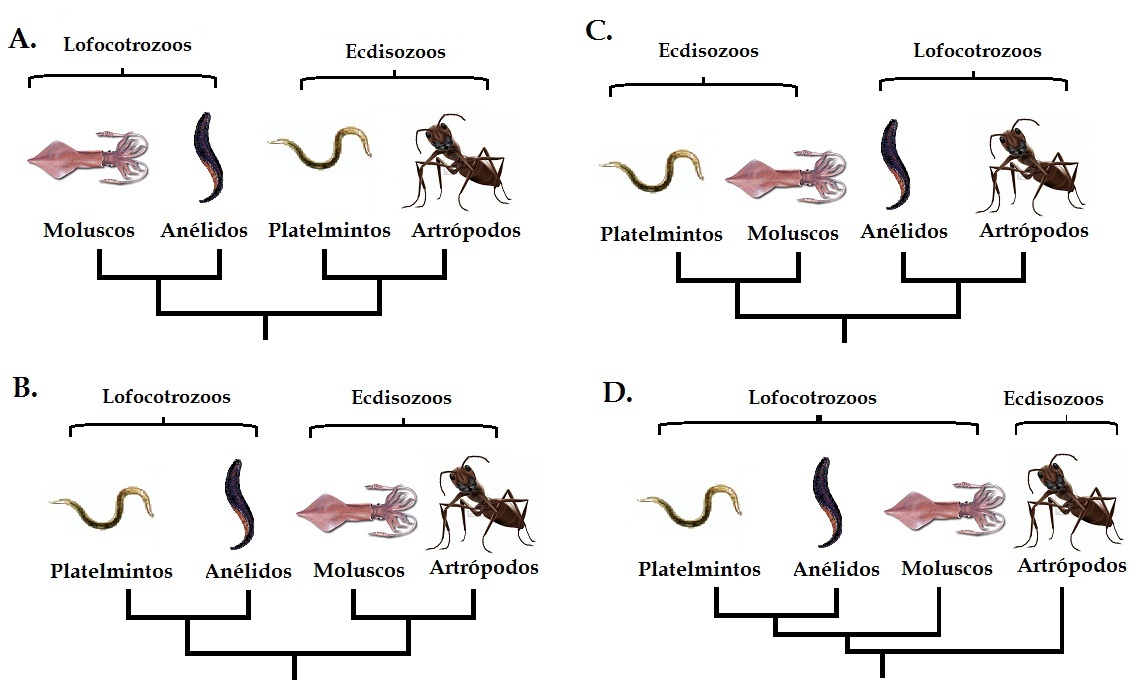 A.
Lofocotrozoos
Ecdisozoos
Moluscos
Anélidos
Platelmintos
Artrópodos
C.
Ecdisozoos
Lofocotrozoos
Platelmintos
Moluscos
Anélidos
Artrópodos
B.
Lofocotrozoos
Ecdisozoos
Platelmintos
Anélidos
Moluscos
Artrópodos
D.
Lofocotrozoos
Ecdisozoos
Platelmintos
Anélidos
Moluscos
Artrópodos